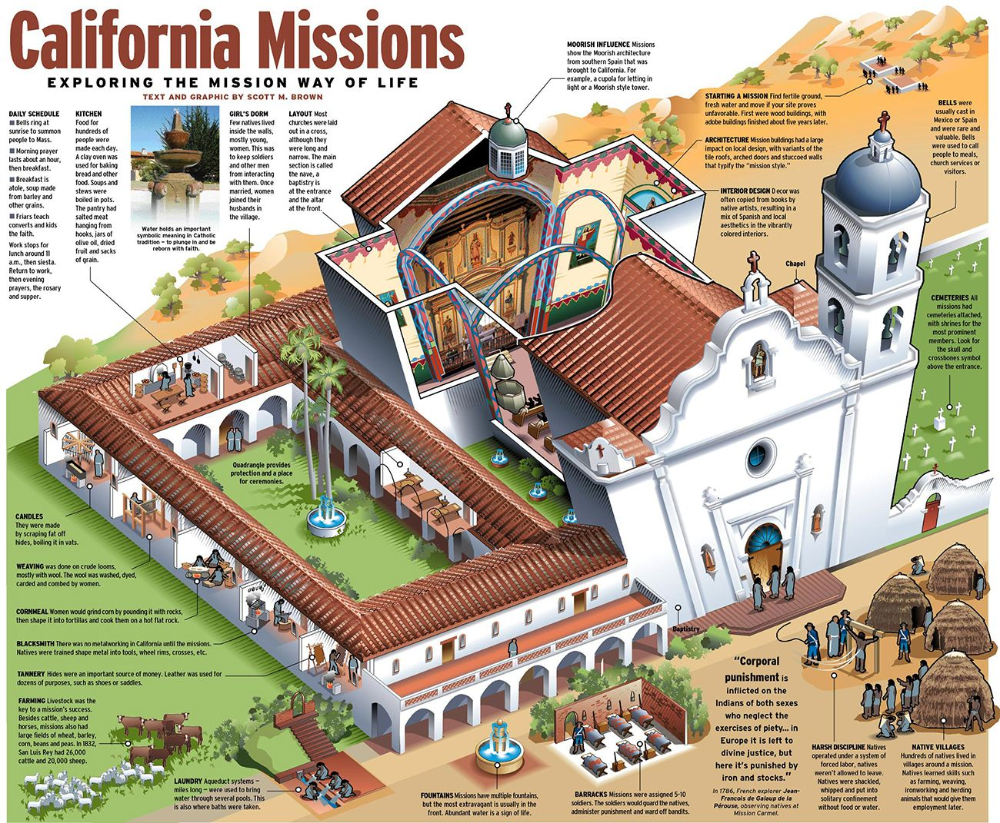 California Missions
EXPLORING THE MISSION WAY OF LIFE
TEXT AND GRAPHIC BY SCOTT M. BROWN
DAILY SCHEDULE
■ Bells ring at
sunrise to summon
people to Mass.
■ Morning prayer
lasts about an hour,
then breakfast.
■ Breakfast is
atole, soup made
from barley and
other grains.
■ Friars teach
converts and kids
the faith.
Work stops for
lunch around 11
a.m., then siesta.
Return to work,
then evening
prayers, the rosary
and supper.
KITCHEN
Food for
hundreds of
people were
made each day.
A clay oven was
used for baking
bread and other
food. Soups and
stews were
boiled in pots.
The pantry had
salted meat
hanging from
hooks, jars of
olive oil, dried
fruit and sacks
of grain.
Water holds an important
symbolic meaning in Catholic
tradition – to plunge in and be
reborn with faith.
GIRL'S DORM
Few natives lived
inside the walls,
mostly young,
women. This was
to keep soldiers
and other men
from interacting
with them. Once
married, women
joined their
husbands in
the village.
LAYOUT Most
churches were laid
out in a cross,
although they
were long and
narrow. The main
section is called
the nave, a
baptistry is
at the entrance
and the altar
at the front.
MOORISH INFLUENCE Missions
show the Moorish architecture
from southern Spain that was
brought to California. For
example, a cupola for letting in
light or a Moorish style tower.
STARTING A MISSION Find fertile ground,
fresh water and move if your site proves
unfavorable. First were wood buildings, with
adobe buildings finished about five years later.
ARCHITECTURE Mission buildings had a large
impact on local design, with variants of the
tile roofs, arched doors and stuccoed walls
that typify the "mission style."
INTERIOR DESIGN Decor was
often copied from books by
native artists, resulting in a
mix of Spanish and local
aesthetics in the vibrantly
colored interiors.
BELLS were
usually cast in
Mexico or Spain
and were rare and
valuable. Bells
were used to call
people to meals,
church services or
visitors.
Chapel
CEMETERIES All
missions had
cemeteries attached,
with shrines for the
most prominent
members. Look for
the skull and
crossbones symbol
above the entrance.
Quadrangle provides
protection and a place
for ceremonies.
CANDLES
They were made
by scraping fat off
hides, boiling it in vats.
WEAVING was done on crude looms,
mostly with wool. The wool was washed, dyed,
carded and combed by women.
CORNMEAL Women would grind corn by pounding it with rocks,
then shape it into tortillas and cook them on a hot flat rock.
BLACKSMITH There was no metalworking in California until the missions.
Natives were trained shape metal into tools, wheel rims, crosses, etc.
TANNERY Hides were an important source of money. Leather was used for
dozens of purposes, such as shoes or saddles.
FARMING Livestock was the
key to a mission's success.
Besides cattle, sheep and
horses, missions also had
large fields of wheat, barley,
corn, beans and peas. In 1832,
San Luis Rey had 26,000
cattle and 20,000 sheep.
LAUNDRY Aqueduct systems –
miles long – were used to bring
water through several pools. This
is also where baths were taken.
FOUNTAINS Missions have multiple fountains,
but the most extravagant is usually in the
front. Abundant water is a sign of life.
BARRACKS Missions were assigned 5-10
soldiers. The soldiers would guard the natives,
administer punishment and ward off bandits.
Baptistry
"Corporal
punishment is
inflicted on the
Indians of both sexes
who neglect the
exercises of piety... in
Europe it is left to
divine justice, but
here it's punished by
iron and stocks."
In 1786, French explorer Jean-
Francois de Galaup de la
Pérouse, observing natives at
Mission Carmel.
HARSH DISCIPLINE Natives
operated under a system of
forced labor, natives
weren't allowed to leave.
Natives were shackled,
whipped and put into
solitary confinement
without food or water.
NATIVE VILLAGES
Hundreds of natives lived in
villages around a mission.
Natives learned skills such
as farming, weaving,
ironworking and herding
animals that would give them
employment later.